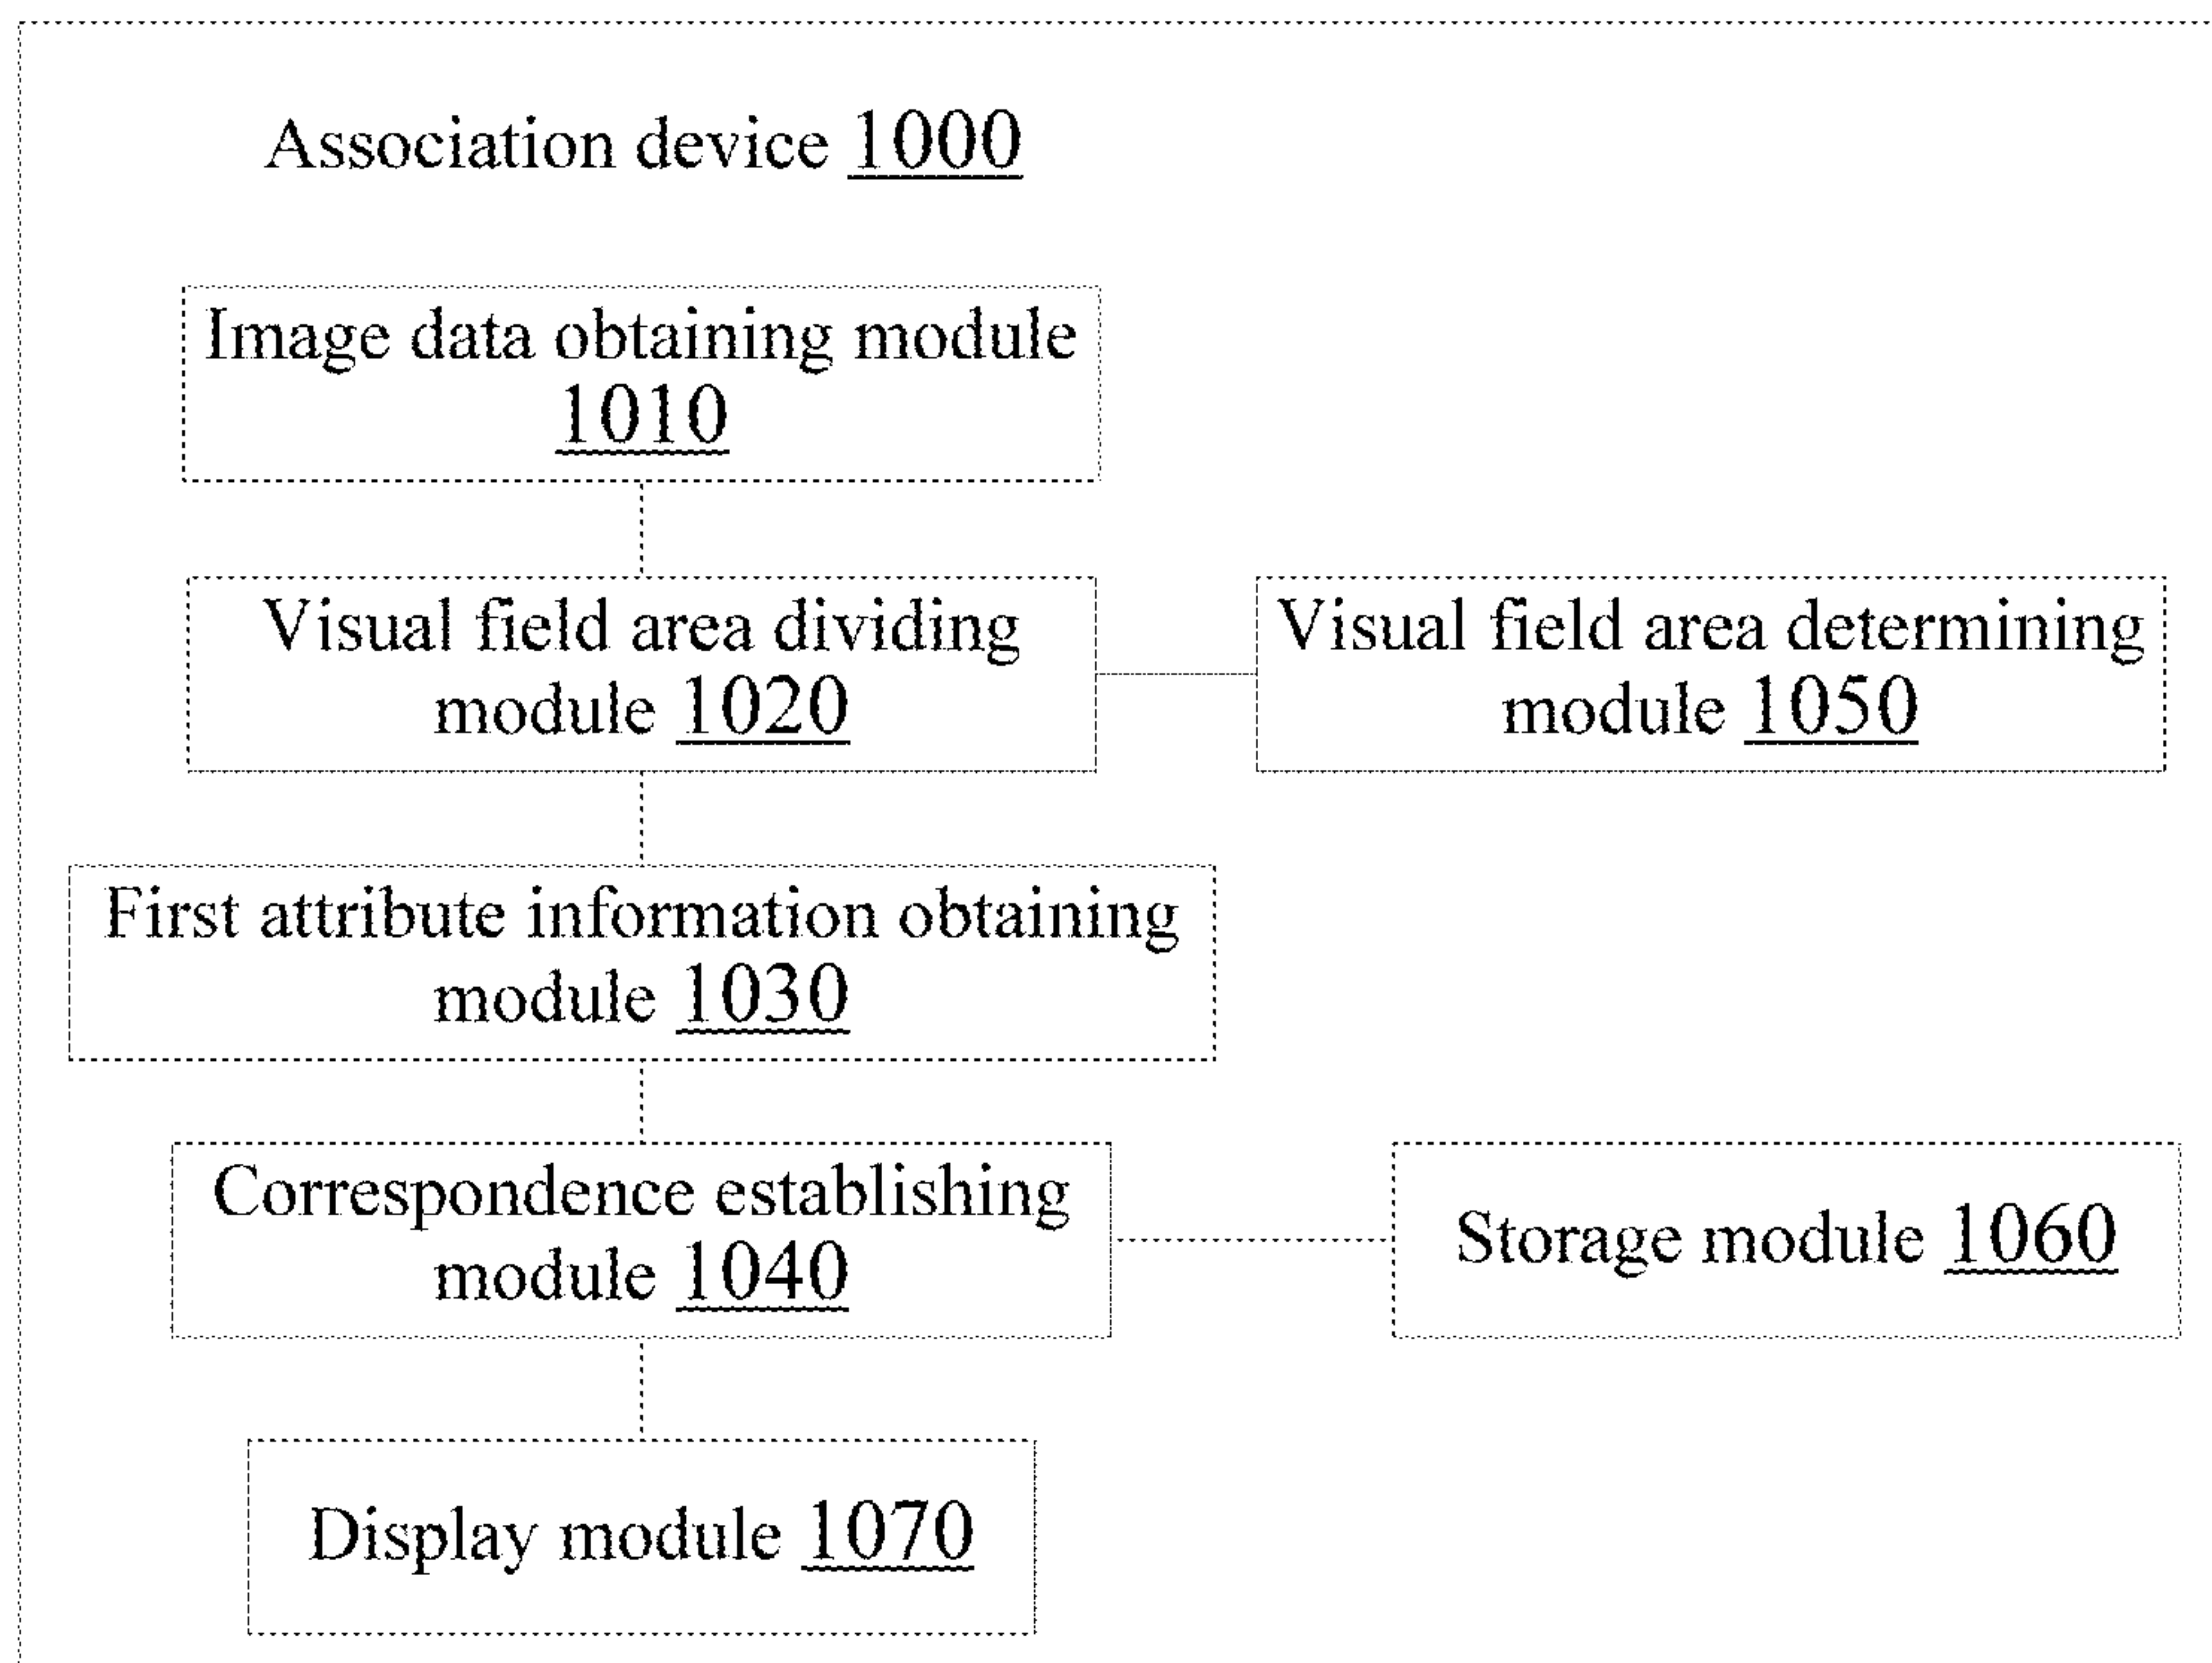 Association device 1000
Image data obtaining module
1010
Visual field area dividing
module 1020
Visual field area determining
module 1050
First attribute information obtaining
module 1030
Correspondence establishing
module 1040
Storage module 1060
Display module 1070